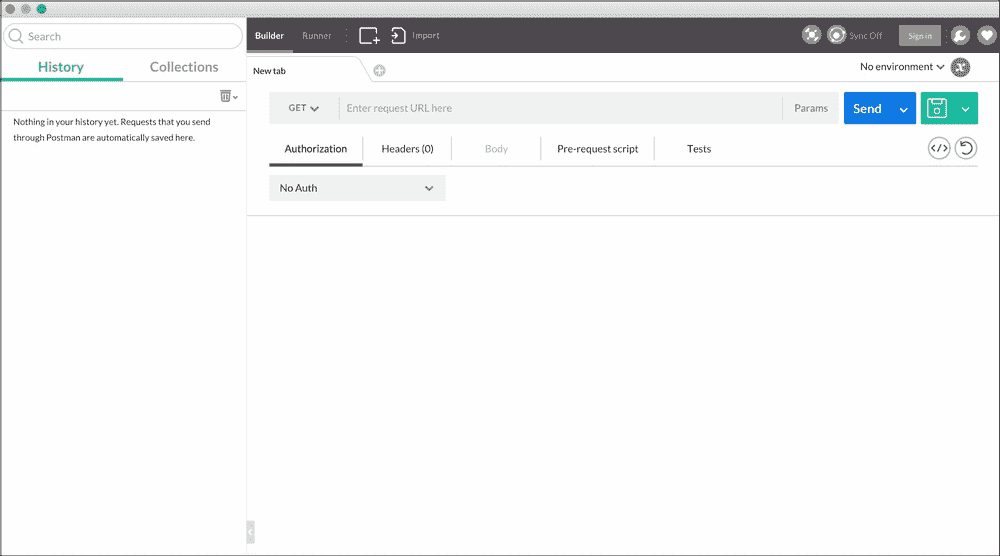 Search
Builder
Runner
Import
Sync Off
Sign in
History
Collections
New tab
No environment
Nothing in your history yet. Requests that you send
through Postman are automatically saved here.
GET
Enter request URL here
Params
Send
Authorization
Headers (0)
Body
Pre-request script
Tests
</>
No Auth